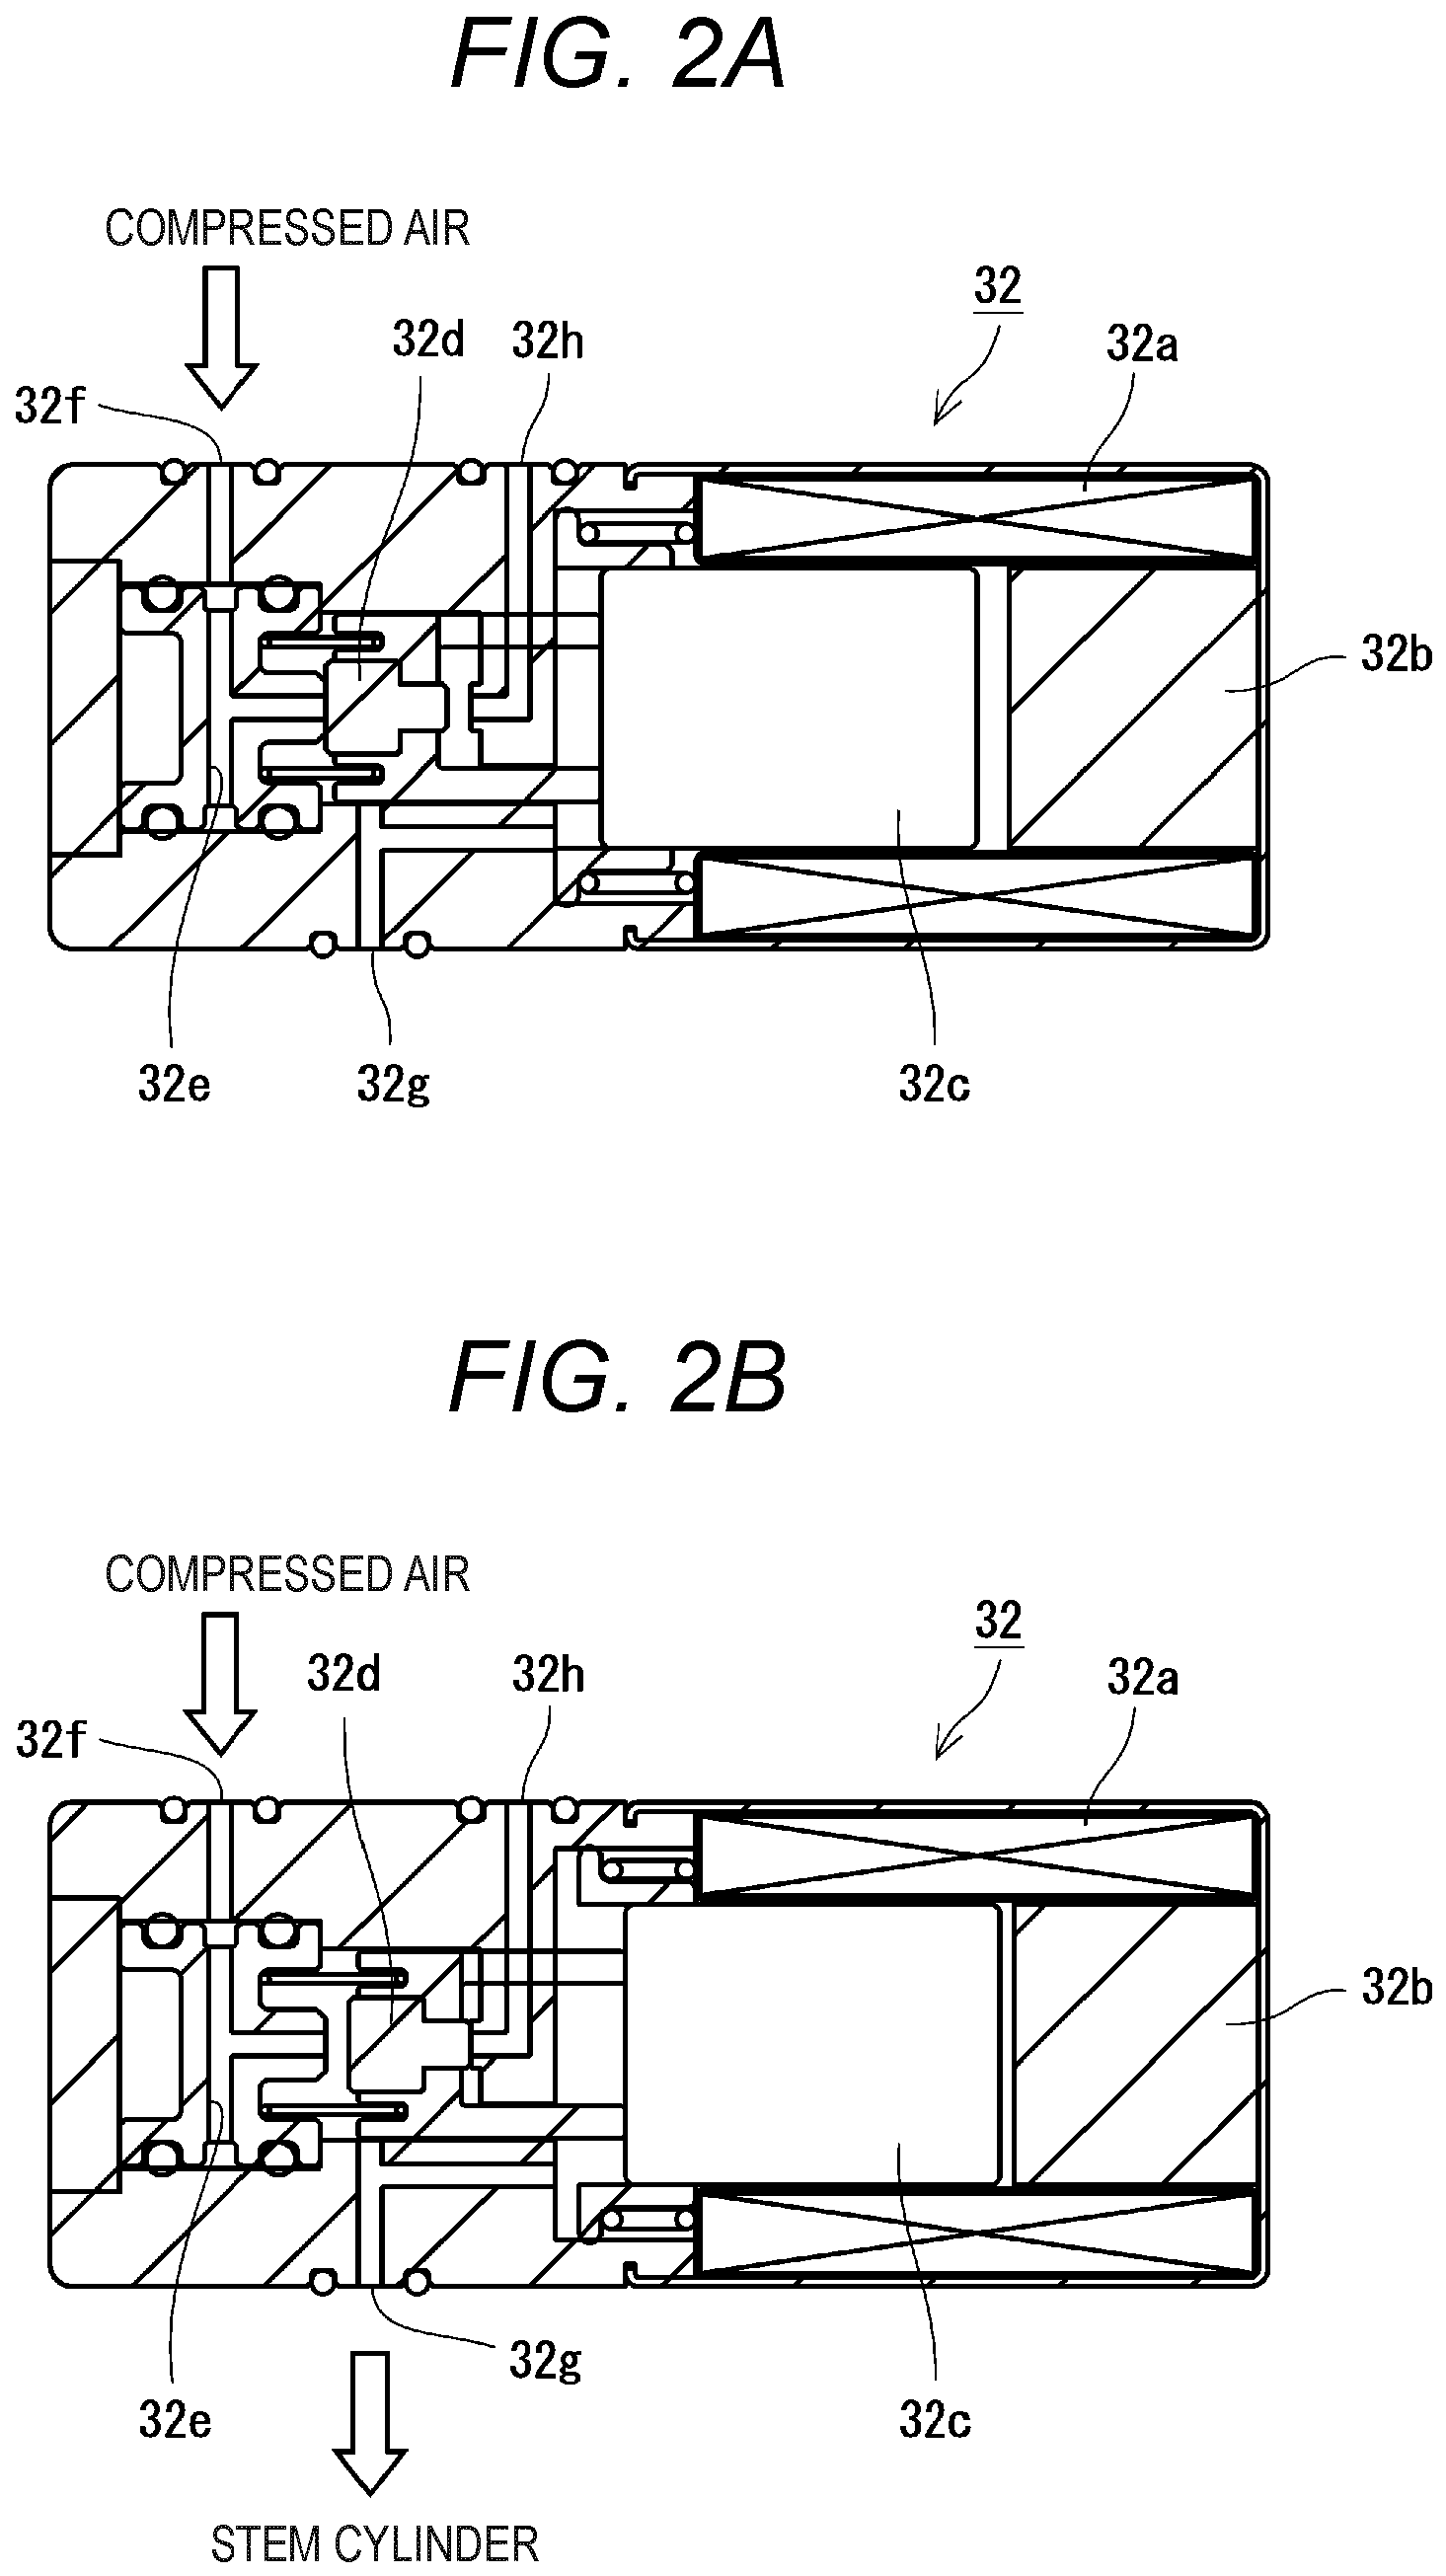 FIG. 2A
COMPRESSED AIR
32
32d
32h
32a
32f
32b
32e
32g
32c
FIG. 2B
COMPRESSED AIR
32
32d
32h
32a
32f
32b
32g
32e
32c
STEM CYLINDER